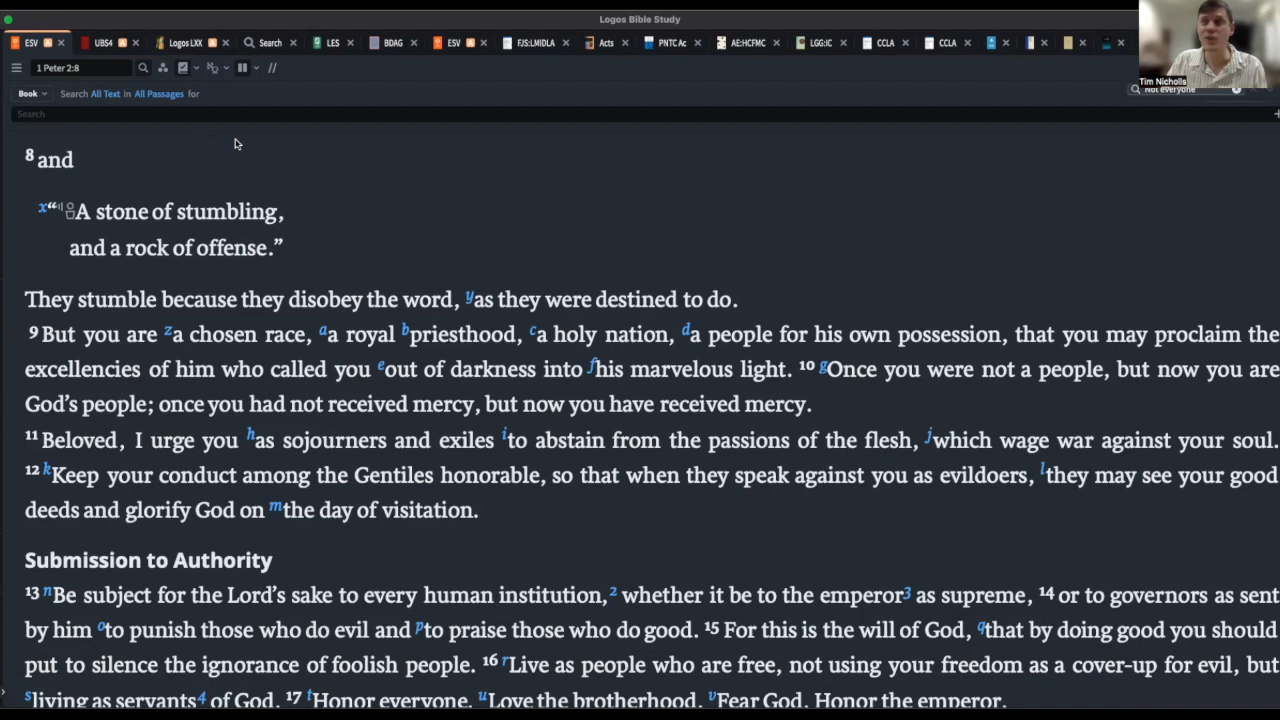 Logos Bible Study
ESV A UBS4 A Logos LXX A Search LES BDAG ESV A FJS:LMIDLA Acts PNTC Ac AE:HCFMC LGG:IC CCLA CCLA
1 Peter 2:8
Tim Nicholls
Book Search All Text in All Passages for Not everyone
Search
8 and
x“A stone of stumbling,
and a rock of offense.”
They stumble because they disobey the word, y as they were destined to do.
9 But you are z a chosen race, a a royal b priesthood, c a holy nation, d a people for his own possession, that you may proclaim the
excellencies of him who called you e out of darkness into f his marvelous light. 10 g Once you were not a people, but now you are
God’s people; once you had not received mercy, but now you have received mercy.
11 Beloved, I urge you h as sojourners and exiles i to abstain from the passions of the flesh, j which wage war against your soul.
12 k Keep your conduct among the Gentiles honorable, so that when they speak against you as evildoers, l they may see your good
deeds and glorify God on m the day of visitation.
Submission to Authority
13 n Be subject for the Lord’s sake to every human institution,2 whether it be to the emperor3 as supreme, 14 or to governors as sent
by him o to punish those who do evil and p to praise those who do good. 15 For this is the will of God, q that by doing good you should
put to silence the ignorance of foolish people. 16 r Live as people who are free, not using your freedom as a cover-up for evil, but
s living as servants4 of God. 17 t Honor everyone. u Love the brotherhood. v Fear God. Honor the emperor.